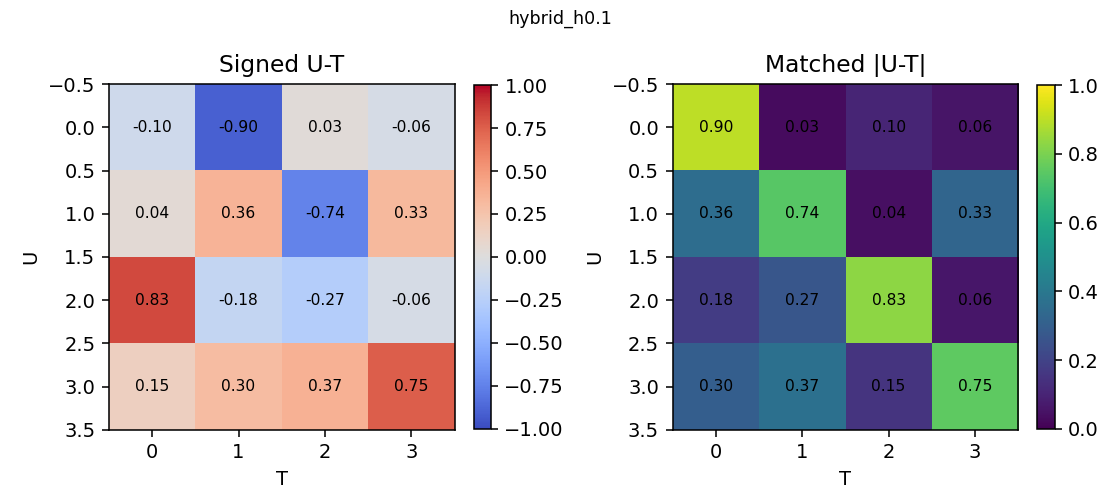 hybrid_h0.1
Signed U-T
−0.5
0.0
0.5
1.0
1.5
2.0
2.5
3.0
3.5
U
-0.10 -0.90 0.03 -0.06
0.04 0.36 -0.74 0.33
0.83 -0.18 -0.27 -0.06
0.15 0.30 0.37 0.75
0 1 2 3
T
1.00
0.75
0.50
0.25
0.00
−0.25
−0.50
−0.75
−1.00
Matched |U-T|
−0.5
0.0
0.5
1.0
1.5
2.0
2.5
3.0
3.5
U
0.90 0.03 0.10 0.06
0.36 0.74 0.04 0.33
0.18 0.27 0.83 0.06
0.30 0.37 0.15 0.75
0 1 2 3
T
1.0
0.8
0.6
0.4
0.2
0.0